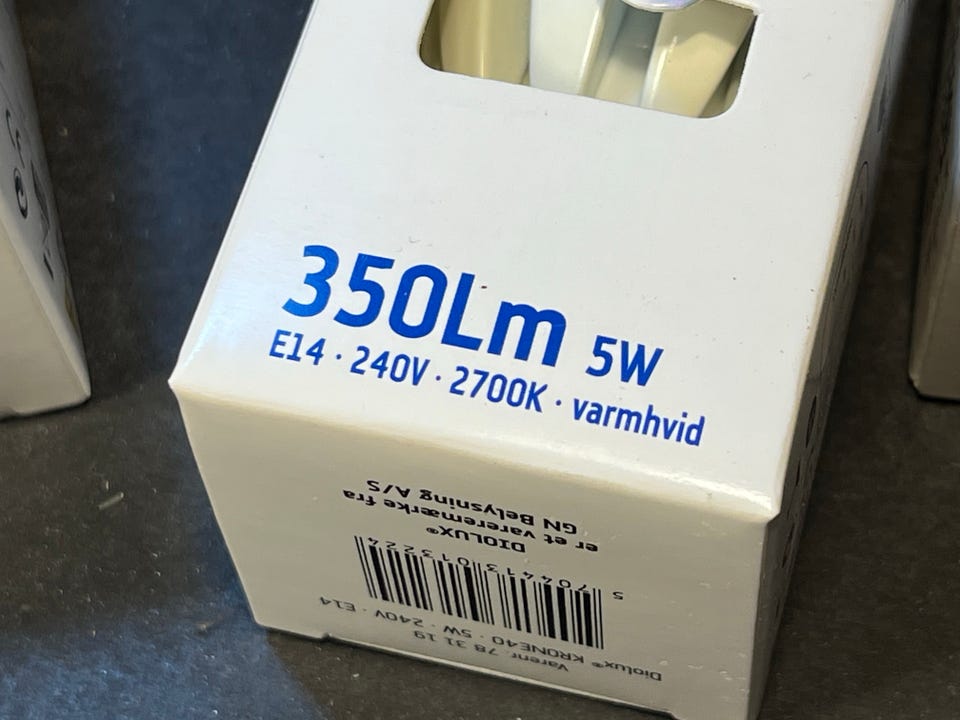 350Lm 5W
E14 · 240V · 2700K · varmhvid
Diolux® KRONE40 · 5W · 240V · E14
Varenr. 78 31 19
5 704413 013224
DIOLUX®
er et varemærke fra
GN Belysning A/S